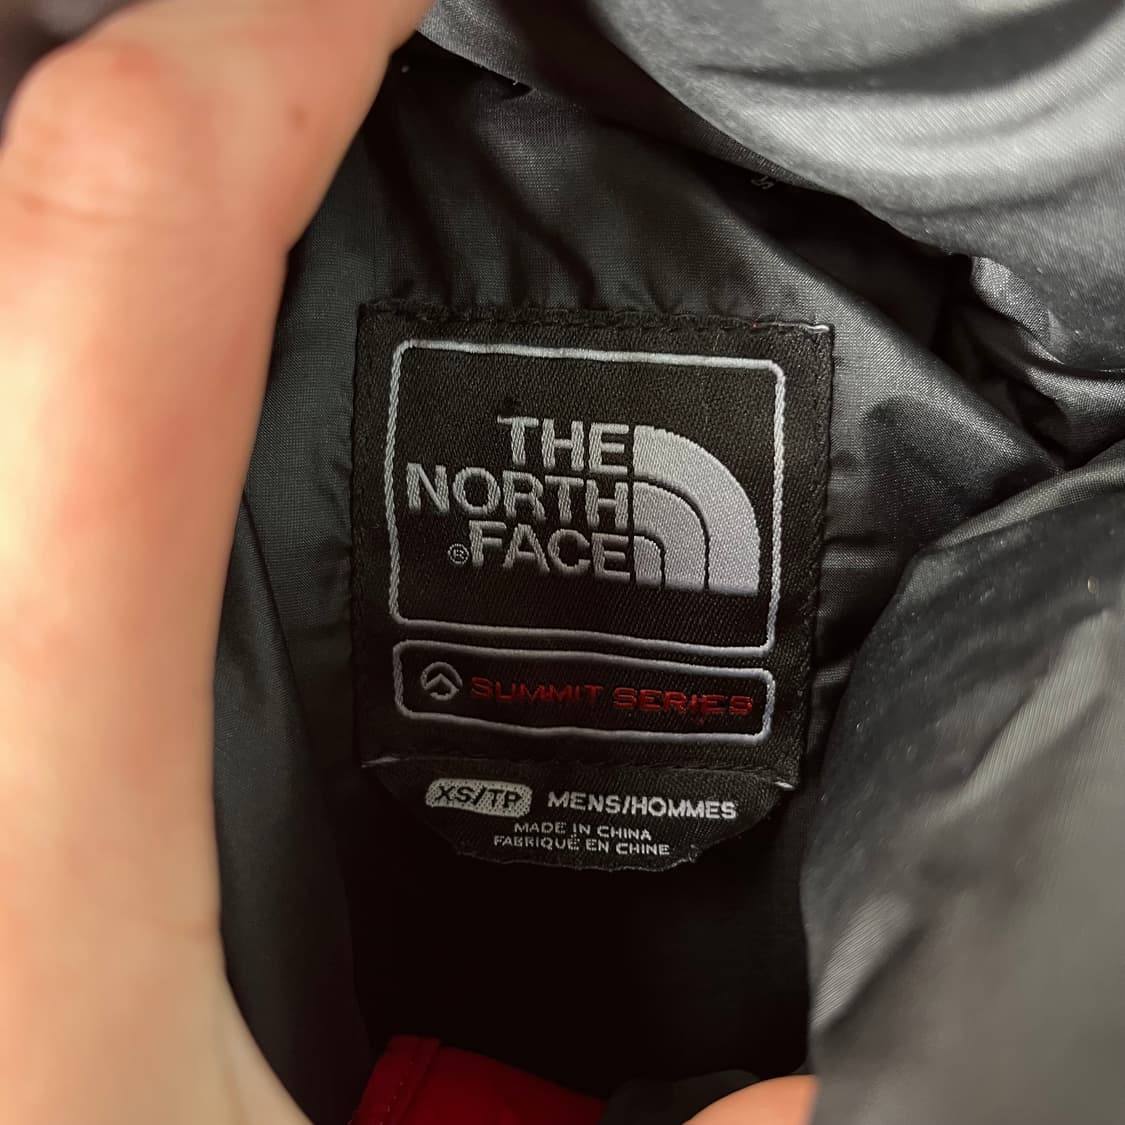 THE
NORTH
®FACE
SUMMIT SERIES
XS/TP MENS/HOMMES
MADE IN CHINA
FABRIQUÉ EN CHINE